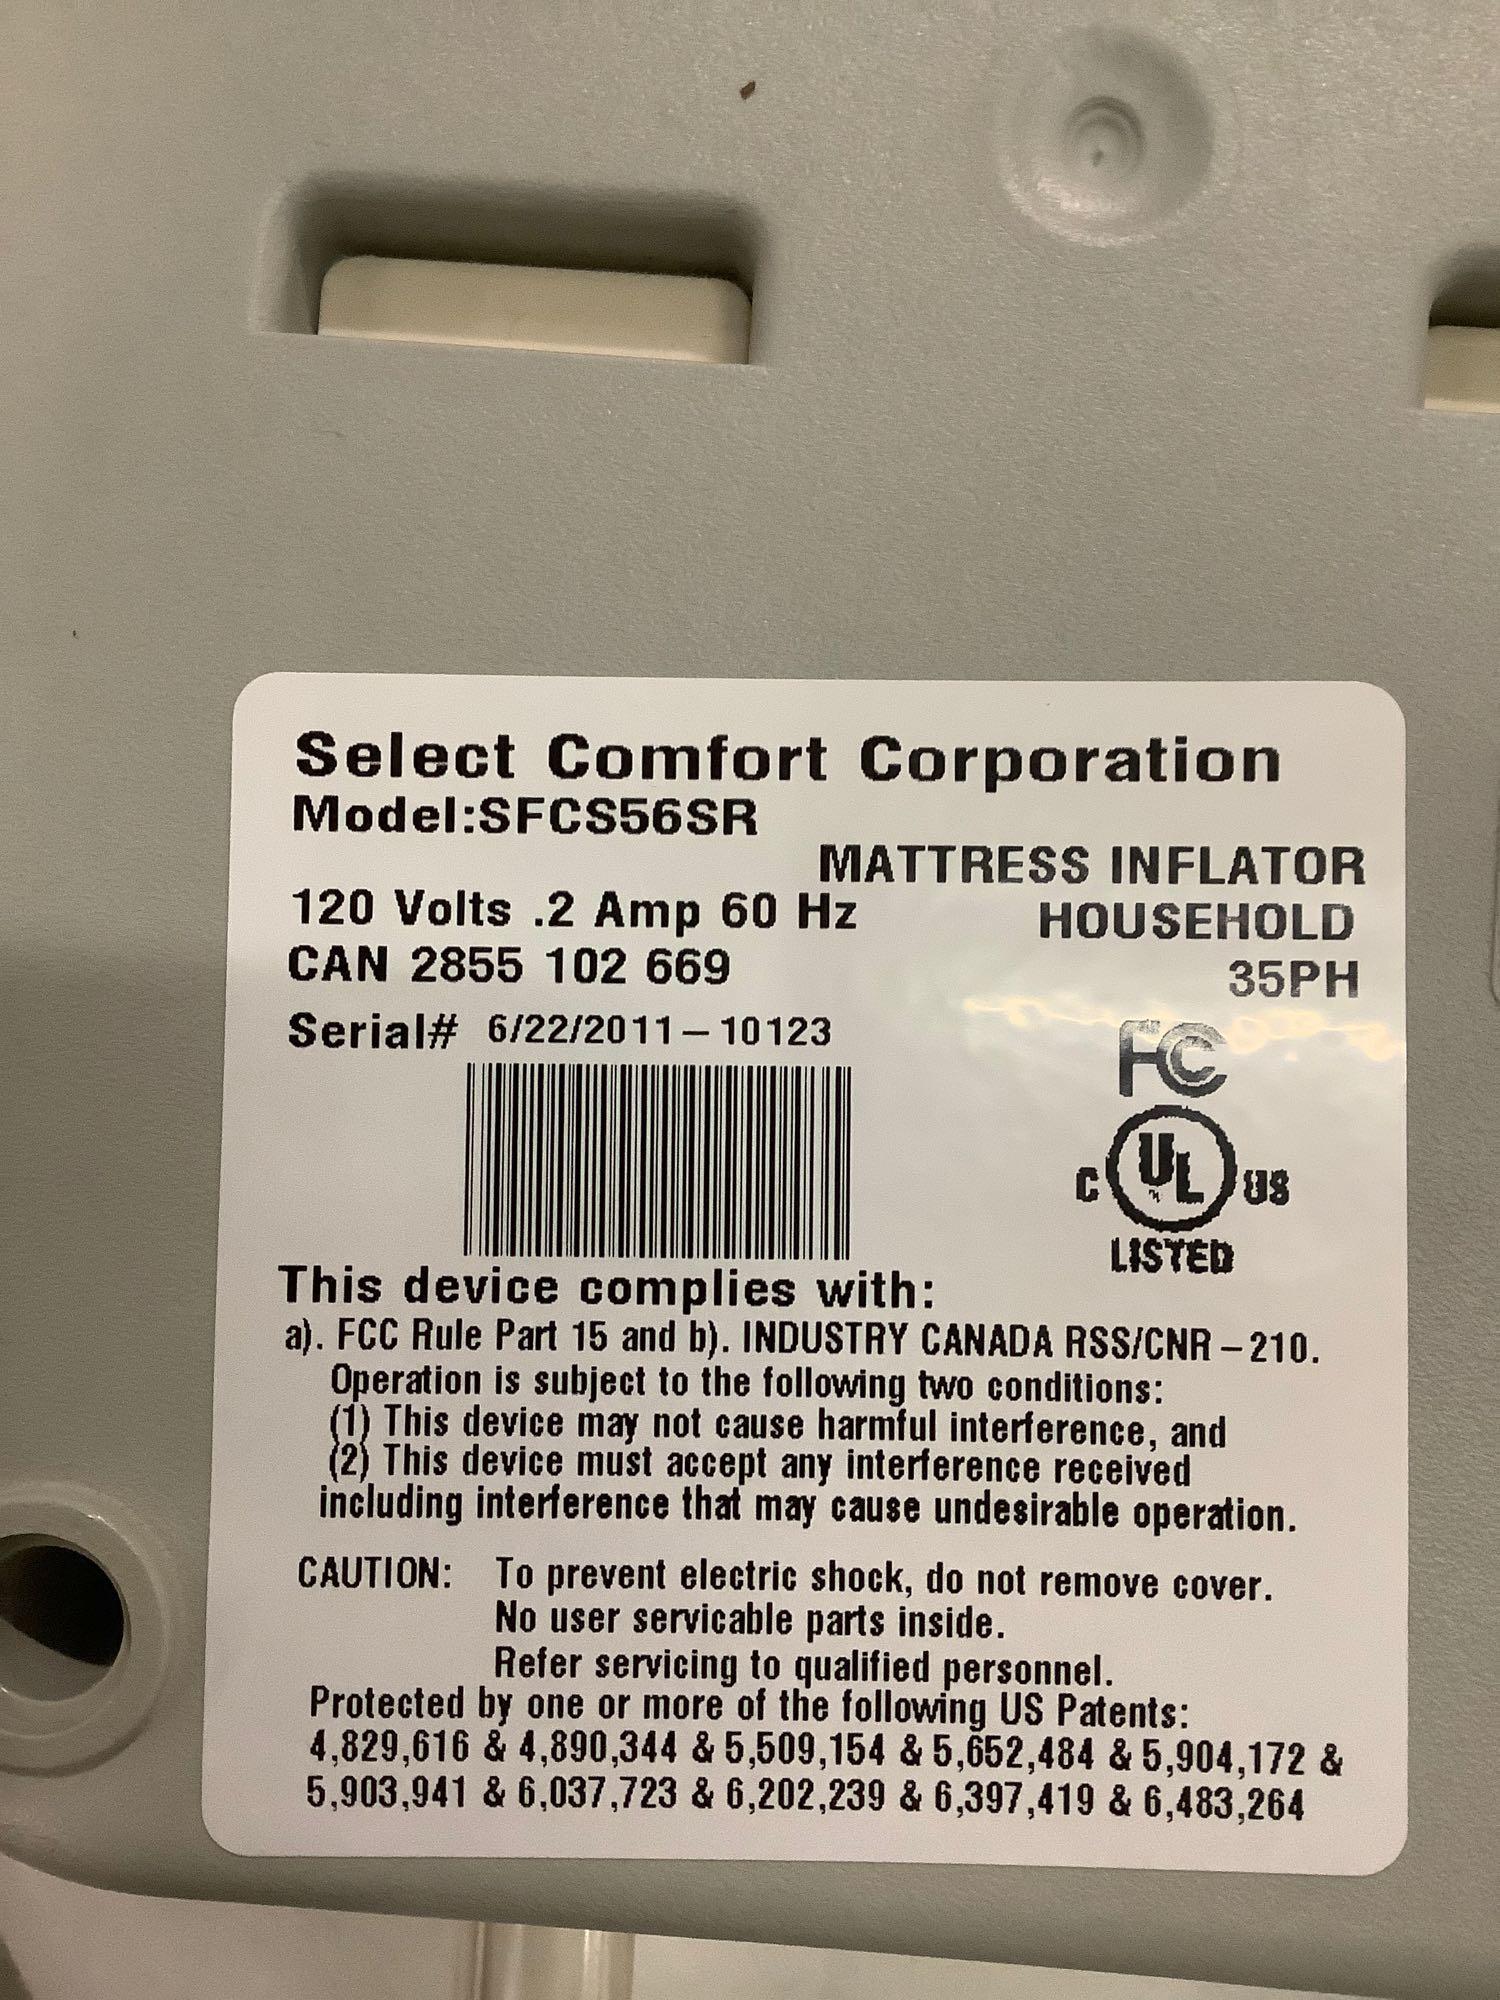 Select Comfort Corporation
Model:SFCS56SR
MATTRESS INFLATOR
120 Volts .2 Amp 60 Hz
HOUSEHOLD
CAN 2855 102 669
35PH
Serial# 6/22/2011–10123
FC
C UL US
LISTED
This device complies with:
a). FCC Rule Part 15 and b). INDUSTRY CANADA RSS/CNR – 210.
Operation is subject to the following two conditions:
(1) This device may not cause harmful interference, and
(2) This device must accept any interference received
including interference that may cause undesirable operation.
CAUTION: To prevent electric shock, do not remove cover.
No user servicable parts inside.
Refer servicing to qualified personnel.
Protected by one or more of the following US Patents:
4,829,616 & 4,890,344 & 5,509,154 & 5,652,484 & 5,904,172 &
5,903,941 & 6,037,723 & 6,202,239 & 6,397,419 & 6,483,264